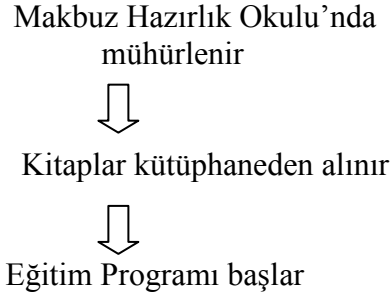 Makbuz Hazırlık Okulu’nda
mühürlenir
Kitaplar kütüphaneden alınır
Eğitim Programı başlar